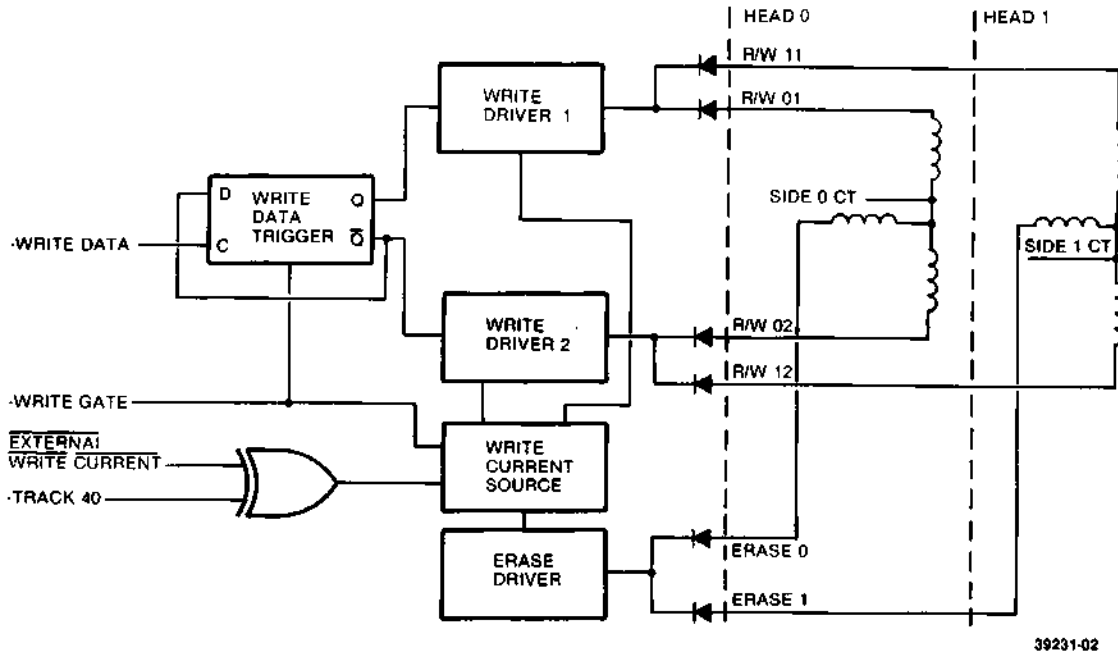 HEAD 0
HEAD 1
R/W 11
WRITE
DRIVER 1
R/W 01
D
WRITE
DATA
TRIGGER
Q
SIDE 0 CT
-WRITE DATA
C
Q̅
SIDE 1 CT
WRITE
DRIVER 2
R/W 02
R/W 12
-WRITE GATE
EXTERNAL
WRITE CURRENT
WRITE
CURRENT
SOURCE
-TRACK 40
ERASE
DRIVER
ERASE 0
ERASE 1
39231-02